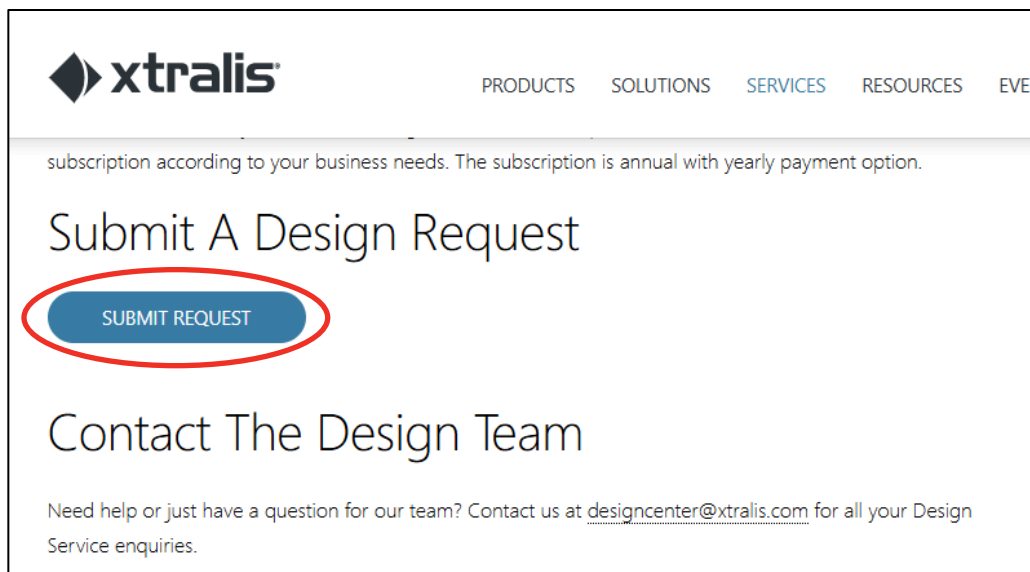 xtralis
PRODUCTS SOLUTIONS SERVICES RESOURCES EVE
subscription according to your business needs. The subscription is annual with yearly payment option.
Submit A Design Request
SUBMIT REQUEST
Contact The Design Team
Need help or just have a question for our team? Contact us at designcenter@xtralis.com for all your Design
Service enquiries.